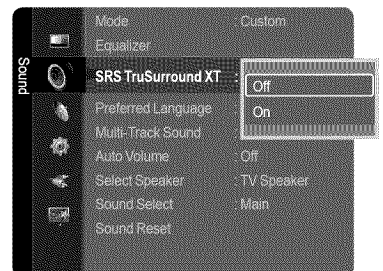 Sound
Mode : Custom
Equalizer
SRS TruSurround XT :
Off
On
Preferred Language
Multi-Track Sound
Auto Volume : Off
Select Speaker : TV Speaker
Sound Select : Main
Sound Reset